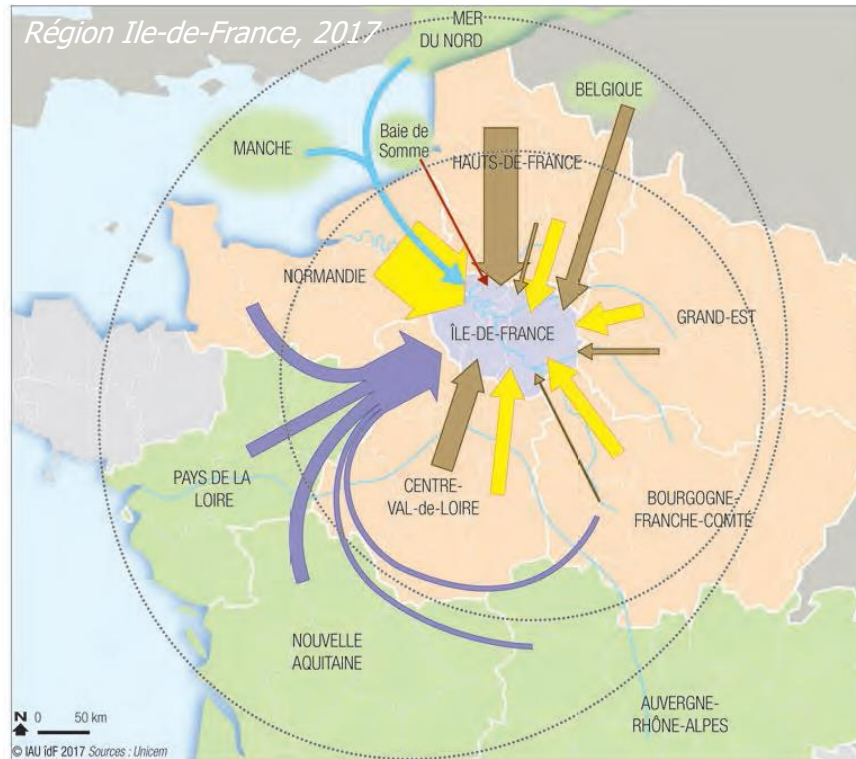 Région Ile-de-France, 2017
MER
DU NORD
BELGIQUE
MANCHE
Baie de
Somme
HAUTS-DE-FRANCE
NORMANDIE
GRAND-EST
ÎLE-DE-FRANCE
PAYS DE LA
LOIRE
CENTRE-
VAL-de-LOIRE
BOURGOGNE-
FRANCHE-COMTÉ
NOUVELLE
AQUITAINE
AUVERGNE-
RHÔNE-ALPES
N 0 50 km
© IAU îdF 2017 Sources : Unicem